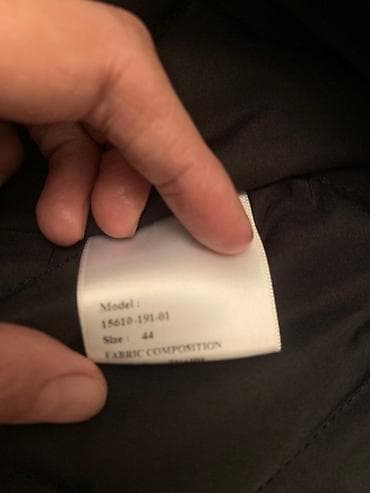 Model :
15610-191-01
Size : 44
FABRIC COMPOSITION